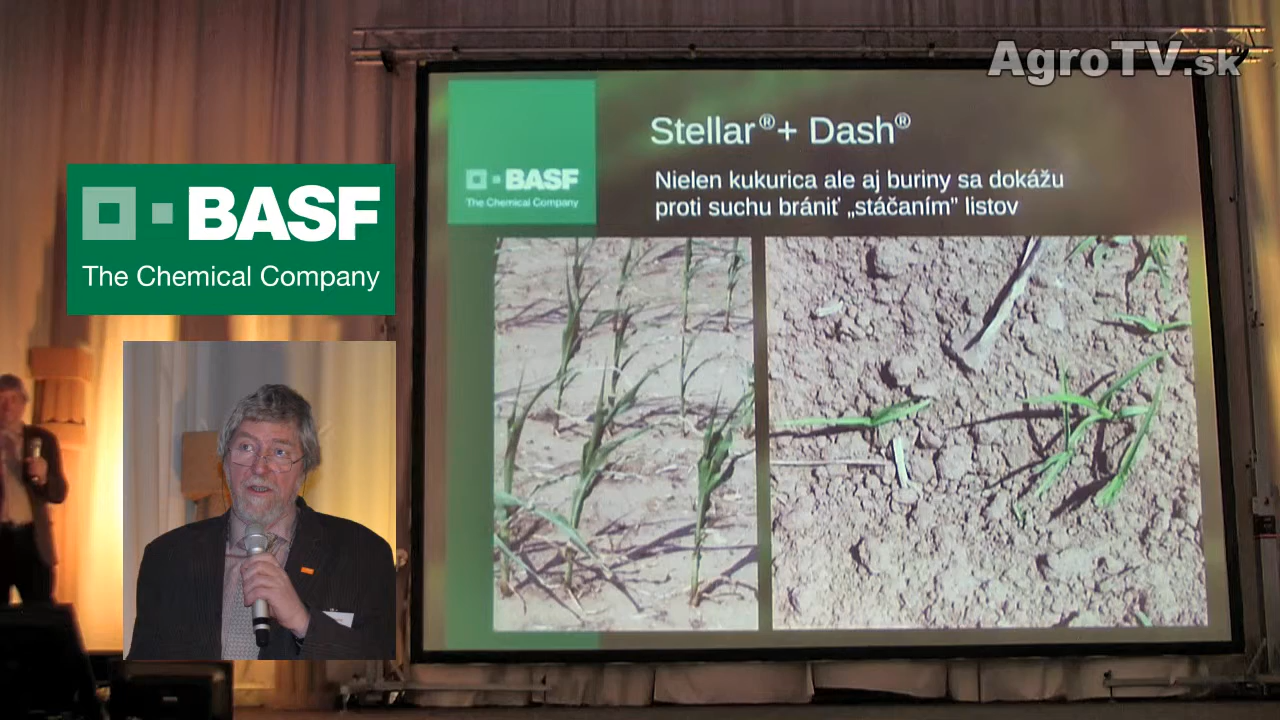 AgroTV.sk
BASF
The Chemical Company
BASF
The Chemical Company
Stellar®+ Dash®
Nielen kukurica ale aj buriny sa dokážu
proti suchu brániť „stáčaním” listov